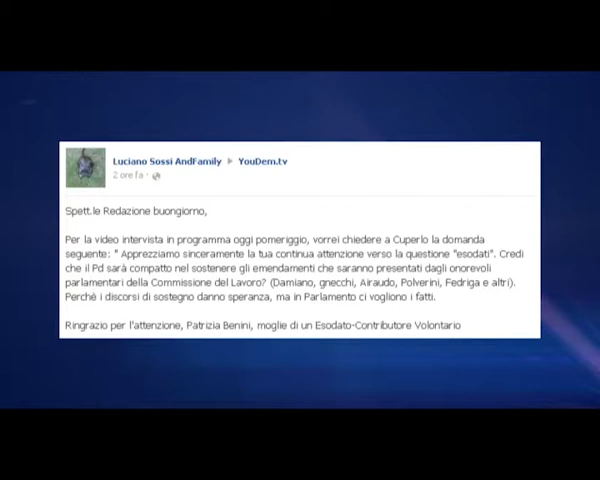 Luciano Sossi AndFamily ▶ YouDem.tv
2 ore fa ·
Spett.le Redazione buongiorno,
Per la video intervista in programma oggi pomeriggio, vorrei chiedere a Cuperlo la domanda
seguente: " Apprezziamo sinceramente la tua continua attenzione verso la questione "esodati". Credi
che il Pd sarà compatto nel sostenere gli emendamenti che saranno presentati dagli onorevoli
parlamentari della Commissione del Lavoro? (Damiano, gnecchi, Airaudo, Polverini, Fedriga e altri).
Perché i discorsi di sostegno danno speranza, ma in Parlamento ci vogliono i fatti.
Ringrazio per l'attenzione, Patrizia Benini, moglie di un Esodato-Contributore Volontario